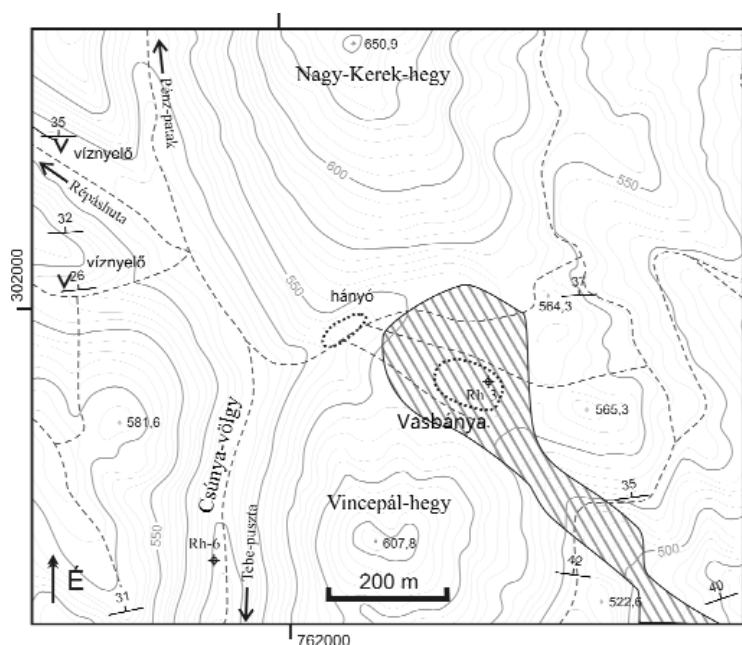 650,9
Nagy-Kerek-hegy
Pénz-patak
35
víznyelő
Répáshuta
600
550
32
víznyelő
26
302000
550
hányó
37
564,3
Rh 3
Vasbánya
565,3
581,6
Csúnya-völgy
Vincepál-hegy
35
550
Rh-6
607,8
Tebe-puszta
500
42
É
200 m
31
522,6
40
762000